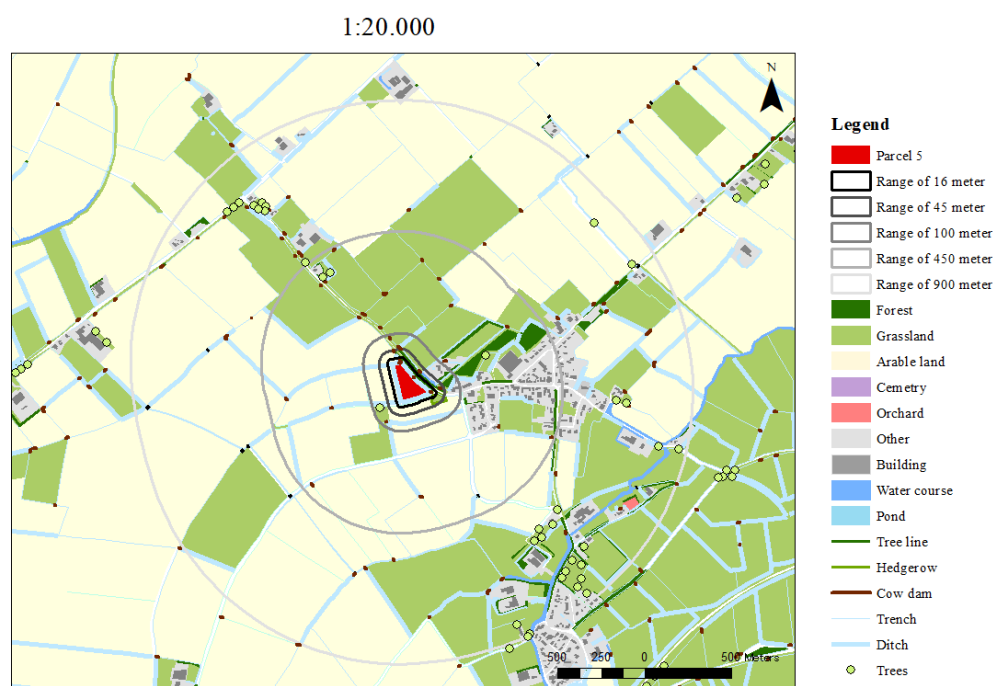 1:20.000
N
Legend
Parcel 5
Range of 16 meter
Range of 45 meter
Range of 100 meter
Range of 450 meter
Range of 900 meter
Forest
Grassland
Arable land
Cemetry
Orchard
Other
Building
Water course
Pond
Tree line
Hedgerow
Cow dam
Trench
Ditch
Trees
500 250 0 500 Meters